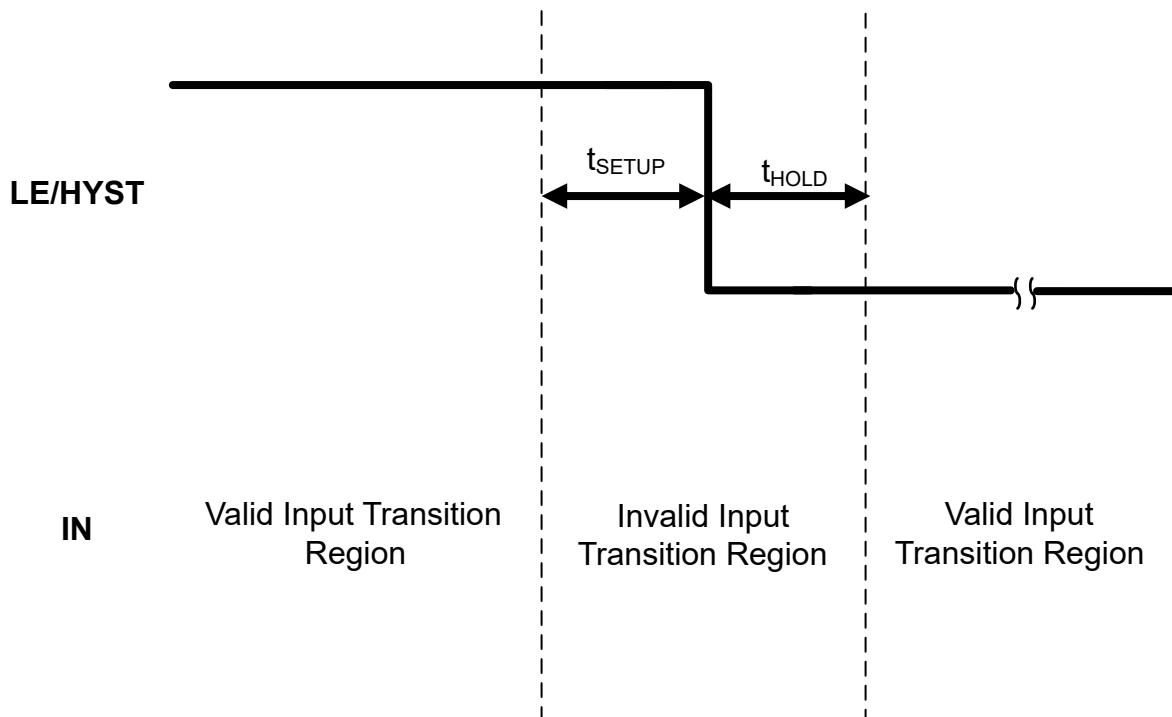 LE/HYST
tSETUP
tHOLD
IN
Valid Input Transition
Region
Invalid Input
Transition Region
Valid Input
Transition Region